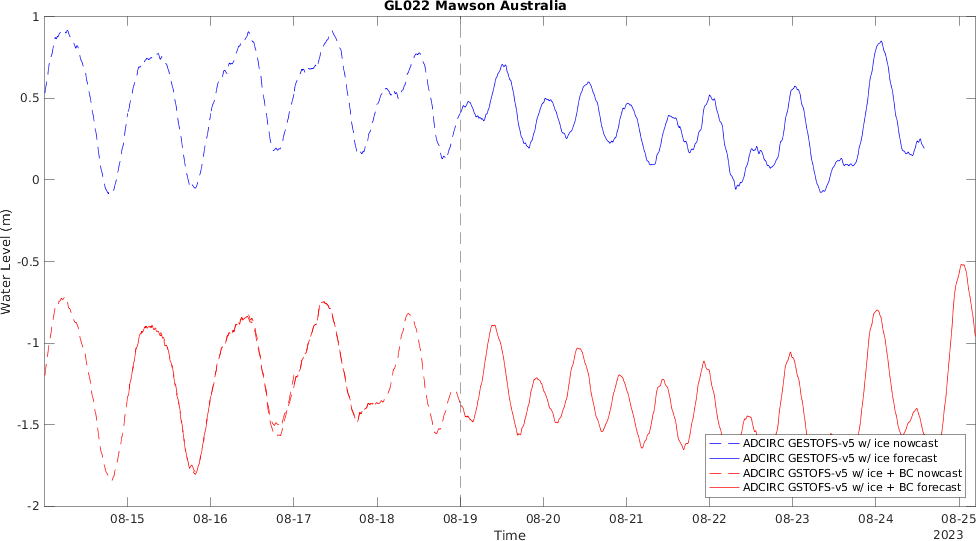 GL022 Mawson Australia
1
0.5
0
-0.5
-1
-1.5
-2
Water Level (m)
ADCIRC GESTOFS-v5 w/ ice nowcast
ADCIRC GESTOFS-v5 w/ ice forecast
ADCIRC GSTOFS-v5 w/ ice + BC nowcast
ADCIRC GSTOFS-v5 w/ ice + BC forecast
08-15 08-16 08-17 08-18 08-19 08-20 08-21 08-22 08-23 08-24 08-25
Time 2023